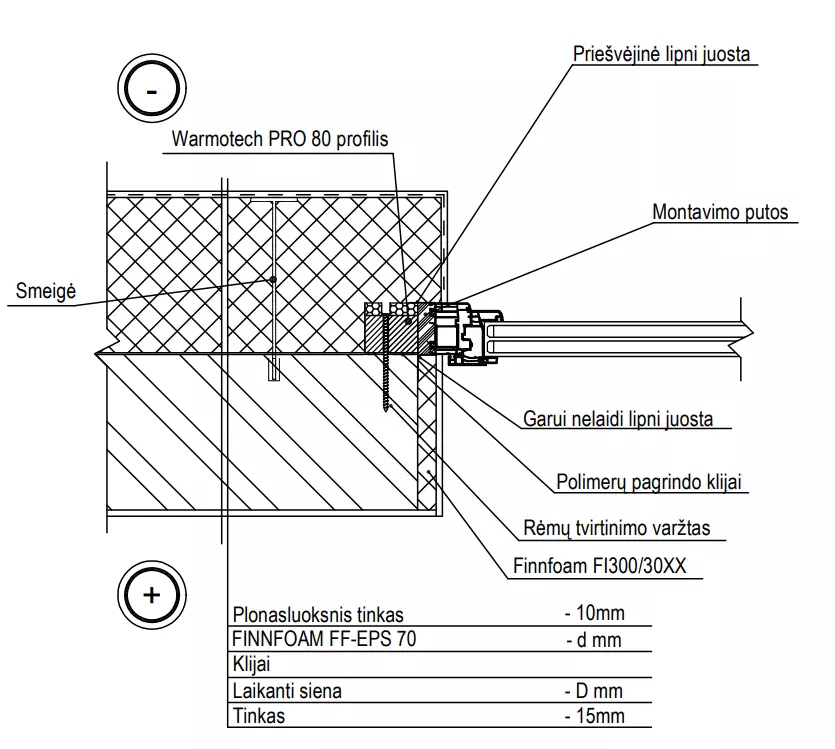 Priešvėjinė lipni juosta
-
Warmotech PRO 80 profilis
Montavimo putos
Smeigė
Garui nelaidi lipni juosta
Polimerų pagrindo klijai
Rėmų tvirtinimo varžtas
Finnfoam FI300/30XX
+
Plonasluoksnis tinkas - 10mm
FINNFOAM FF-EPS 70 - d mm
Klijai
Laikanti siena - D mm
Tinkas - 15mm